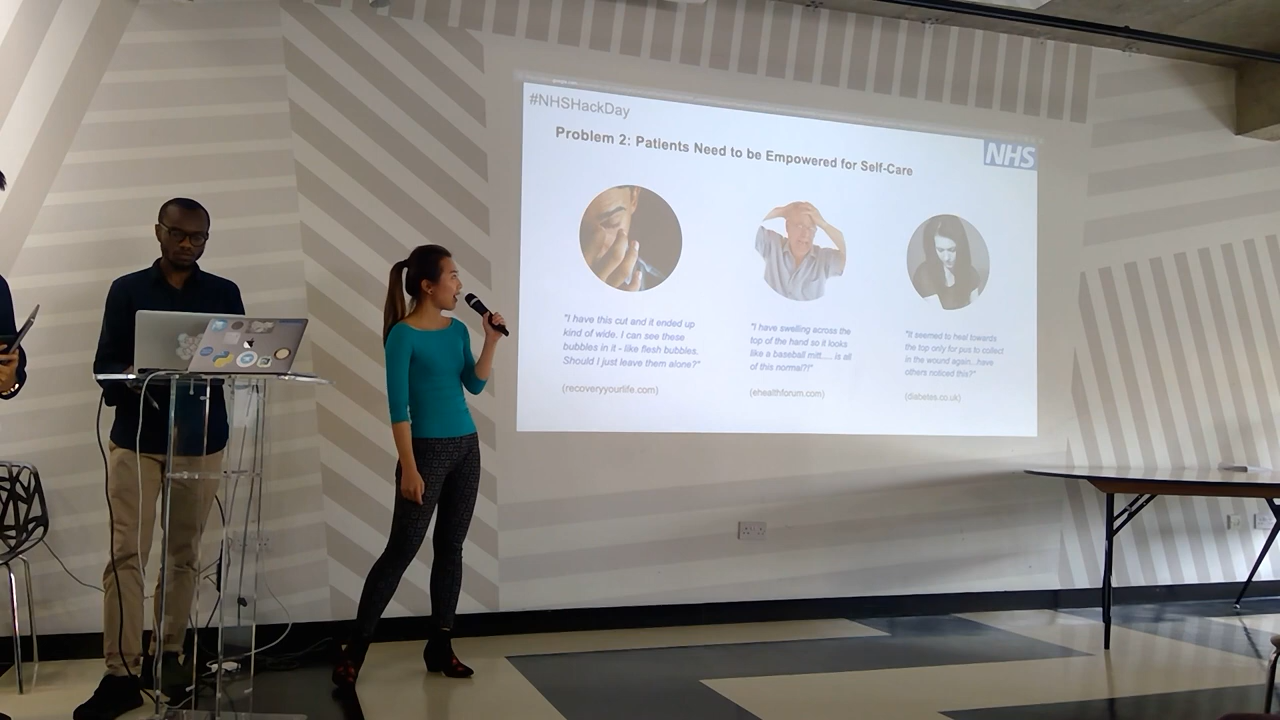 #NHSHackDay
Problem 2: Patients Need to be Empowered for Self-Care
NHS
"I have this cut and it ended up
kind of wide. I can see these
bubbles in it - like flesh bubbles.
Should I just leave them alone?"
(recoveryyourlife.com)
"I have swelling across the
top of the hand so it looks
like a baseball mitt..... is all
of this normal?!"
(ehealthforum.com)
"It seemed to heal towards
the top only for pus to collect
in the wound again...have
others noticed this?"
(diabetes.co.uk)